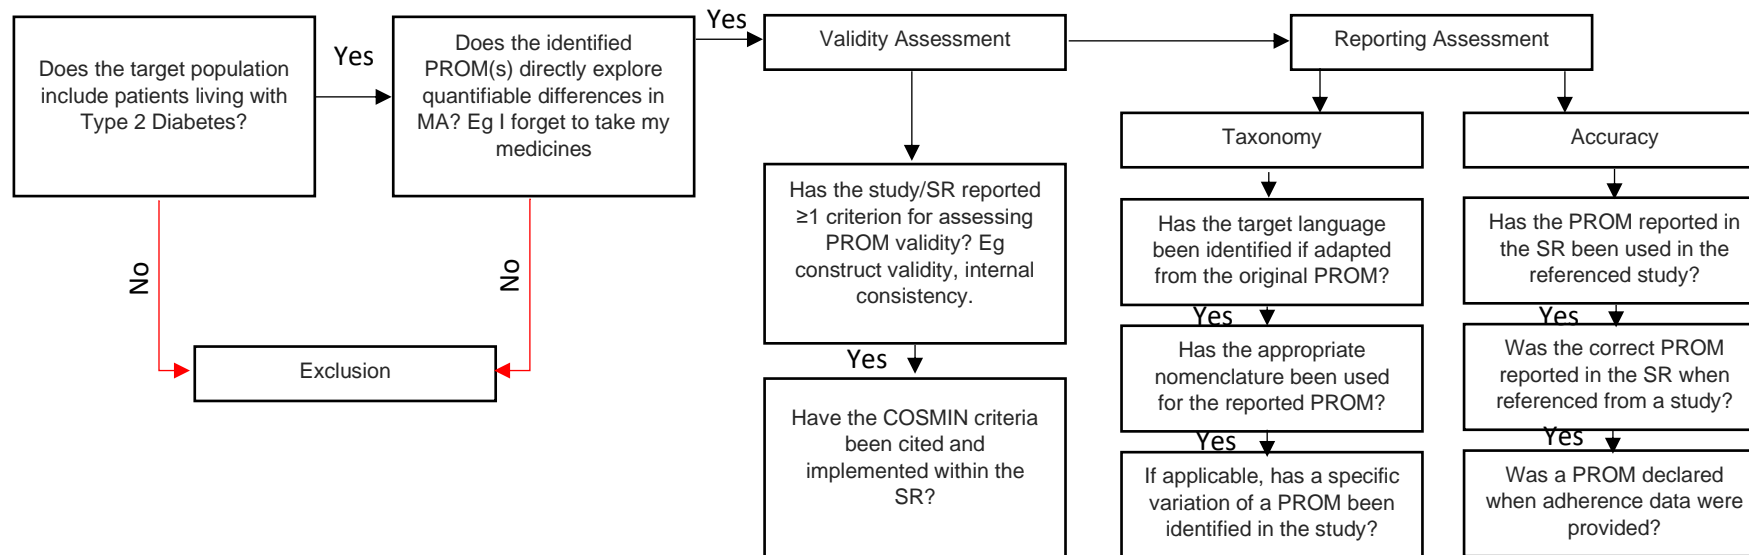 Does the target population
include patients living with
Type 2 Diabetes?
Yes
Does the identified
PROM(s) directly explore
quantifiable differences in
MA? Eg I forget to take my
medicines
Yes
No
No
Exclusion
Validity Assessment
Has the study/SR reported
≥1 criterion for assessing
PROM validity? Eg
construct validity, internal
consistency.
Yes
Have the COSMIN criteria
been cited and
implemented within the
SR?
Reporting Assessment
Taxonomy
Has the target language
been identified if adapted
from the original PROM?
Yes
Has the appropriate
nomenclature been used
for the reported PROM?
Yes
If applicable, has a specific
variation of a PROM been
identified in the study?
Accuracy
Has the PROM reported in
the SR been used in the
referenced study?
Yes
Was the correct PROM
reported in the SR when
referenced from a study?
Yes
Was a PROM declared
when adherence data were
provided?